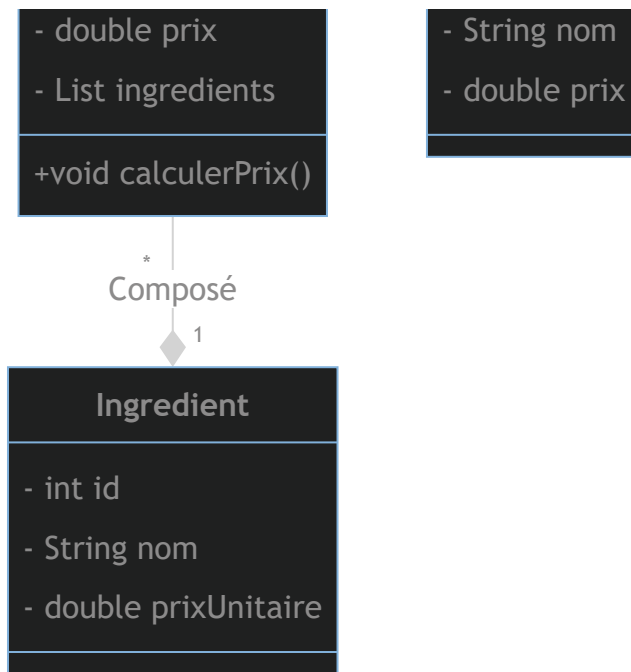 - double prix
- List ingredients
+void calculerPrix()
- String nom
- double prix
*
Composé
1
Ingredient
- int id
- String nom
- double prixUnitaire